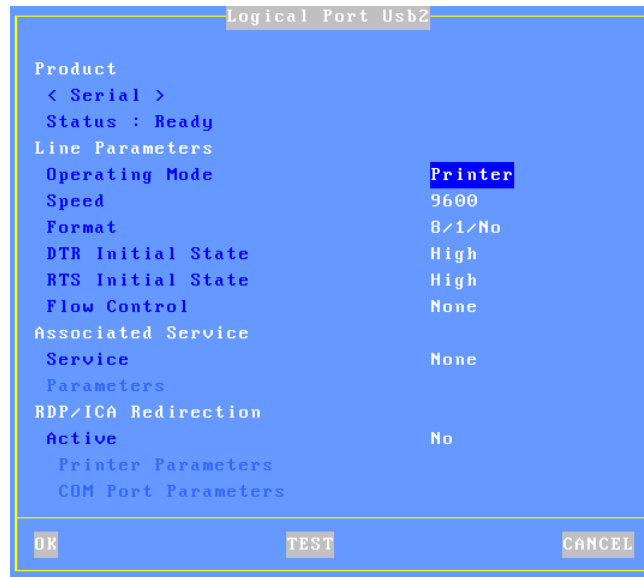 Logical Port Usb2
Product
< Serial >
Status : Ready
Line Parameters
Operating Mode Printer
Speed 9600
Format 8/1/No
DTR Initial State High
RTS Initial State High
Flow Control None
Associated Service
Service None
Parameters
RDP/ICA Redirection
Active No
Printer Parameters
COM Port Parameters
OK TEST CANCEL